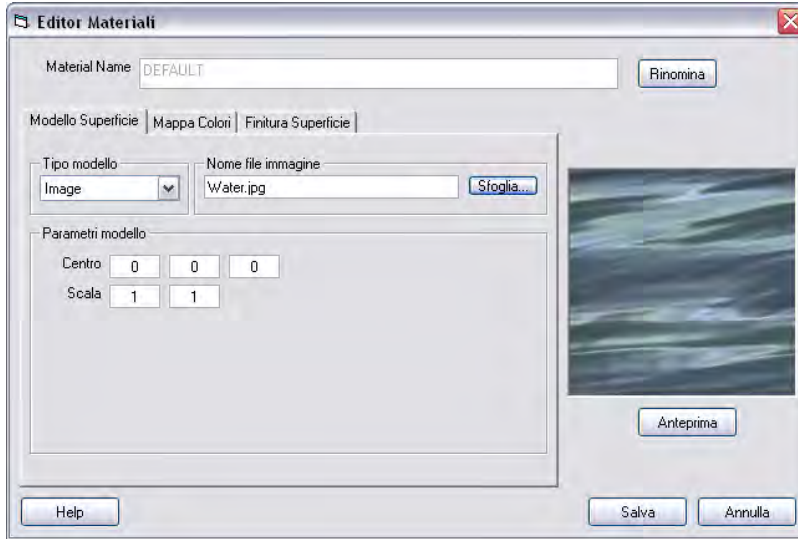 Editor Materiali
Material Name DEFAULT Rinomina
Modello Superficie Mappa Colori Finitura Superficie
Tipo modello Nome file immagine
Image Water.jpg Sfoglia...
Parametri modello
Centro 0 0 0
Scala 1 1
Anteprima
Help Salva Annulla